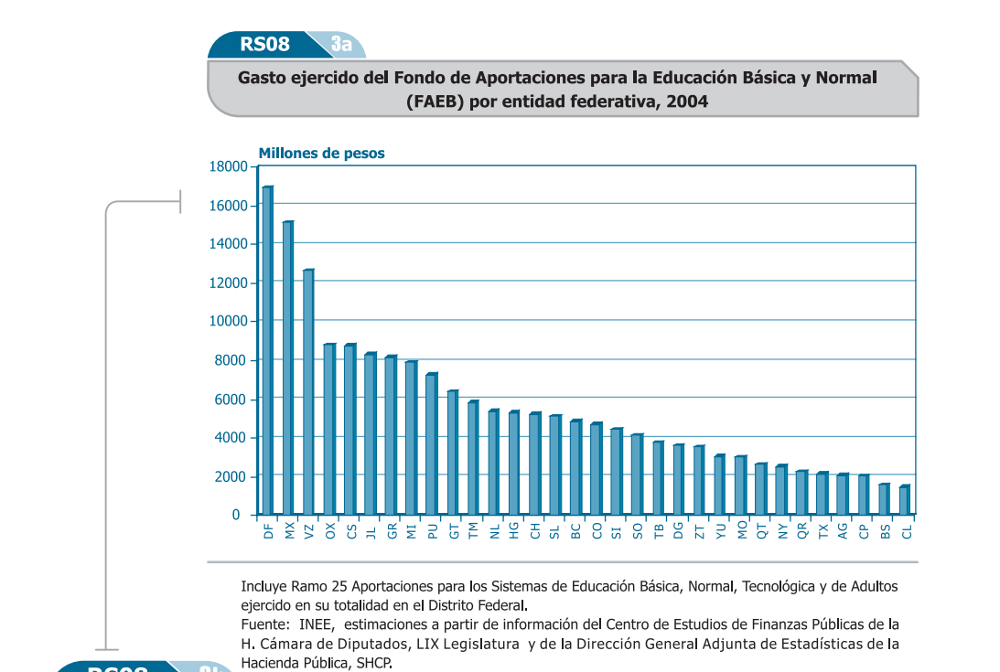 RS08 3a
Gasto ejercido del Fondo de Aportaciones para la Educación Básica y Normal
(FAEB) por entidad federativa, 2004
Millones de pesos
18000
16000
14000
12000
10000
8000
6000
4000
2000
0
DF MX VZ OX CS JL GR MI PU GT TM NL HG CH SL BC CO SI SO TB DG ZT YU MO QT NY QR TX AG CP BS CL
Incluye Ramo 25 Aportaciones para los Sistemas de Educación Básica, Normal, Tecnológica y de Adultos
ejercido en su totalidad en el Distrito Federal.
Fuente: INEE, estimaciones a partir de información del Centro de Estudios de Finanzas Públicas de la
H. Cámara de Diputados, LIX Legislatura y de la Dirección General Adjunta de Estadísticas de la
Hacienda Pública, SHCP.
RS08